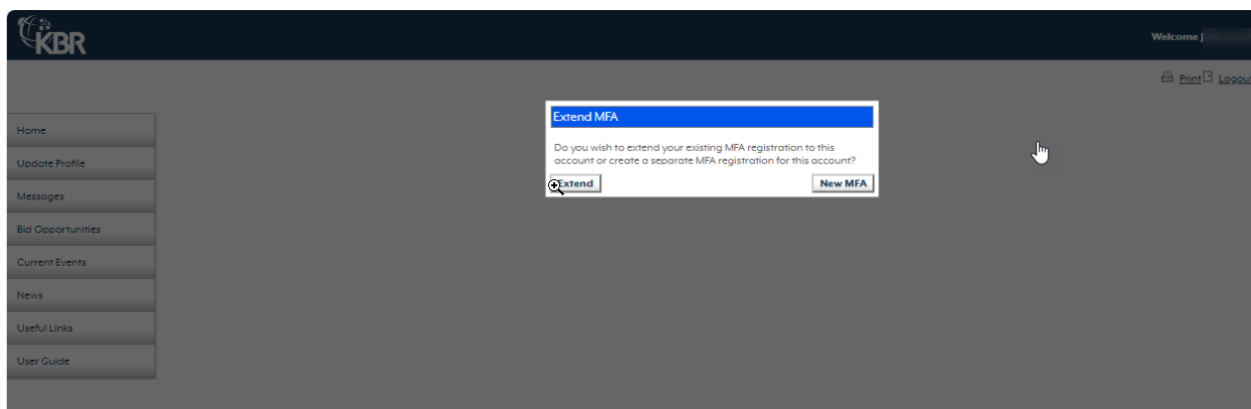 KBR
Welcome J
Print Logout
Extend MFA
Do you wish to extend your existing MFA registration to this
account or create a separate MFA registration for this account?
Extend New MFA
Home
Update Profile
Messages
Bid Opportunities
Current Events
News
Useful Links
User Guide